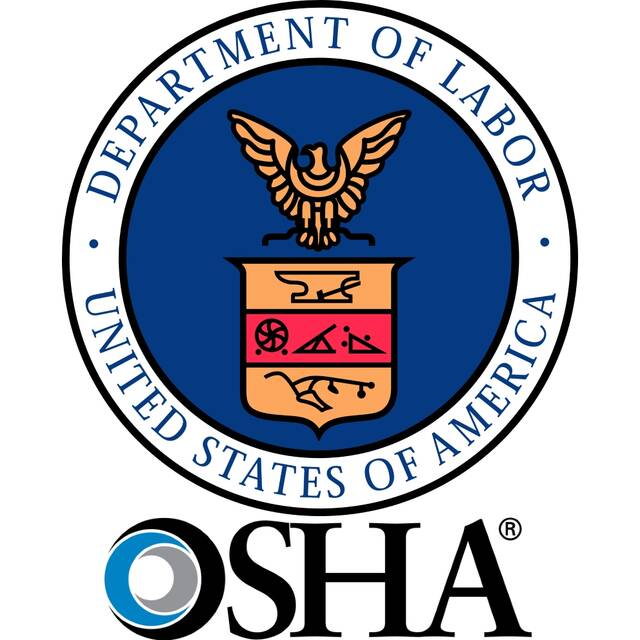 · DEPARTMENT OF LABOR ·
UNITED STATES OF AMERICA
OSHA®